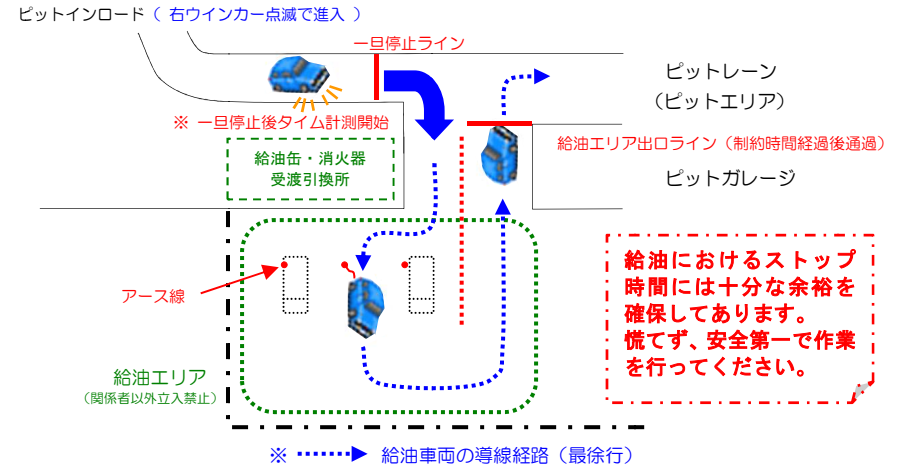 ピットインロード（ 右ウインカー点滅で進入 ）
一旦停止ライン
ピットレーン
（ピットエリア）
※ 一旦停止後タイム計測開始
給油エリア出口ライン（制約時間経過後通過）
給油缶・消火器
受渡引換所
ピットガレージ
アース線
給油におけるストップ
時間には十分な余裕を
確保してあります。
慌てず、安全第一で作業
を行ってください。
給油エリア
（関係者以外立入禁止）
※ 給油車両の導線経路（最徐行）